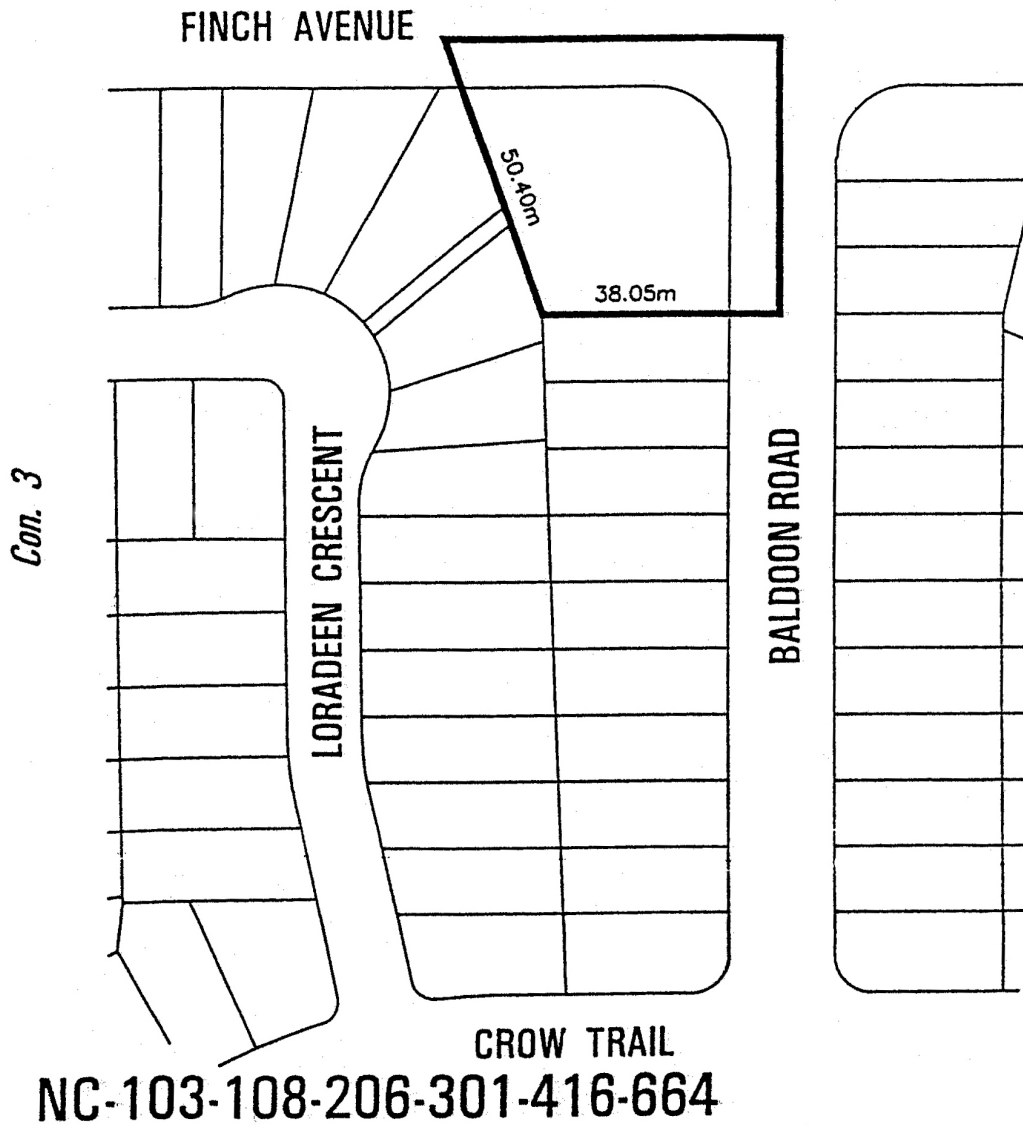 FINCH AVENUE
50.40m
38.05m
Con. 3
LORADEEN CRESCENT
BALDOON ROAD
CROW TRAIL
NC-103-108-206-301-416-664